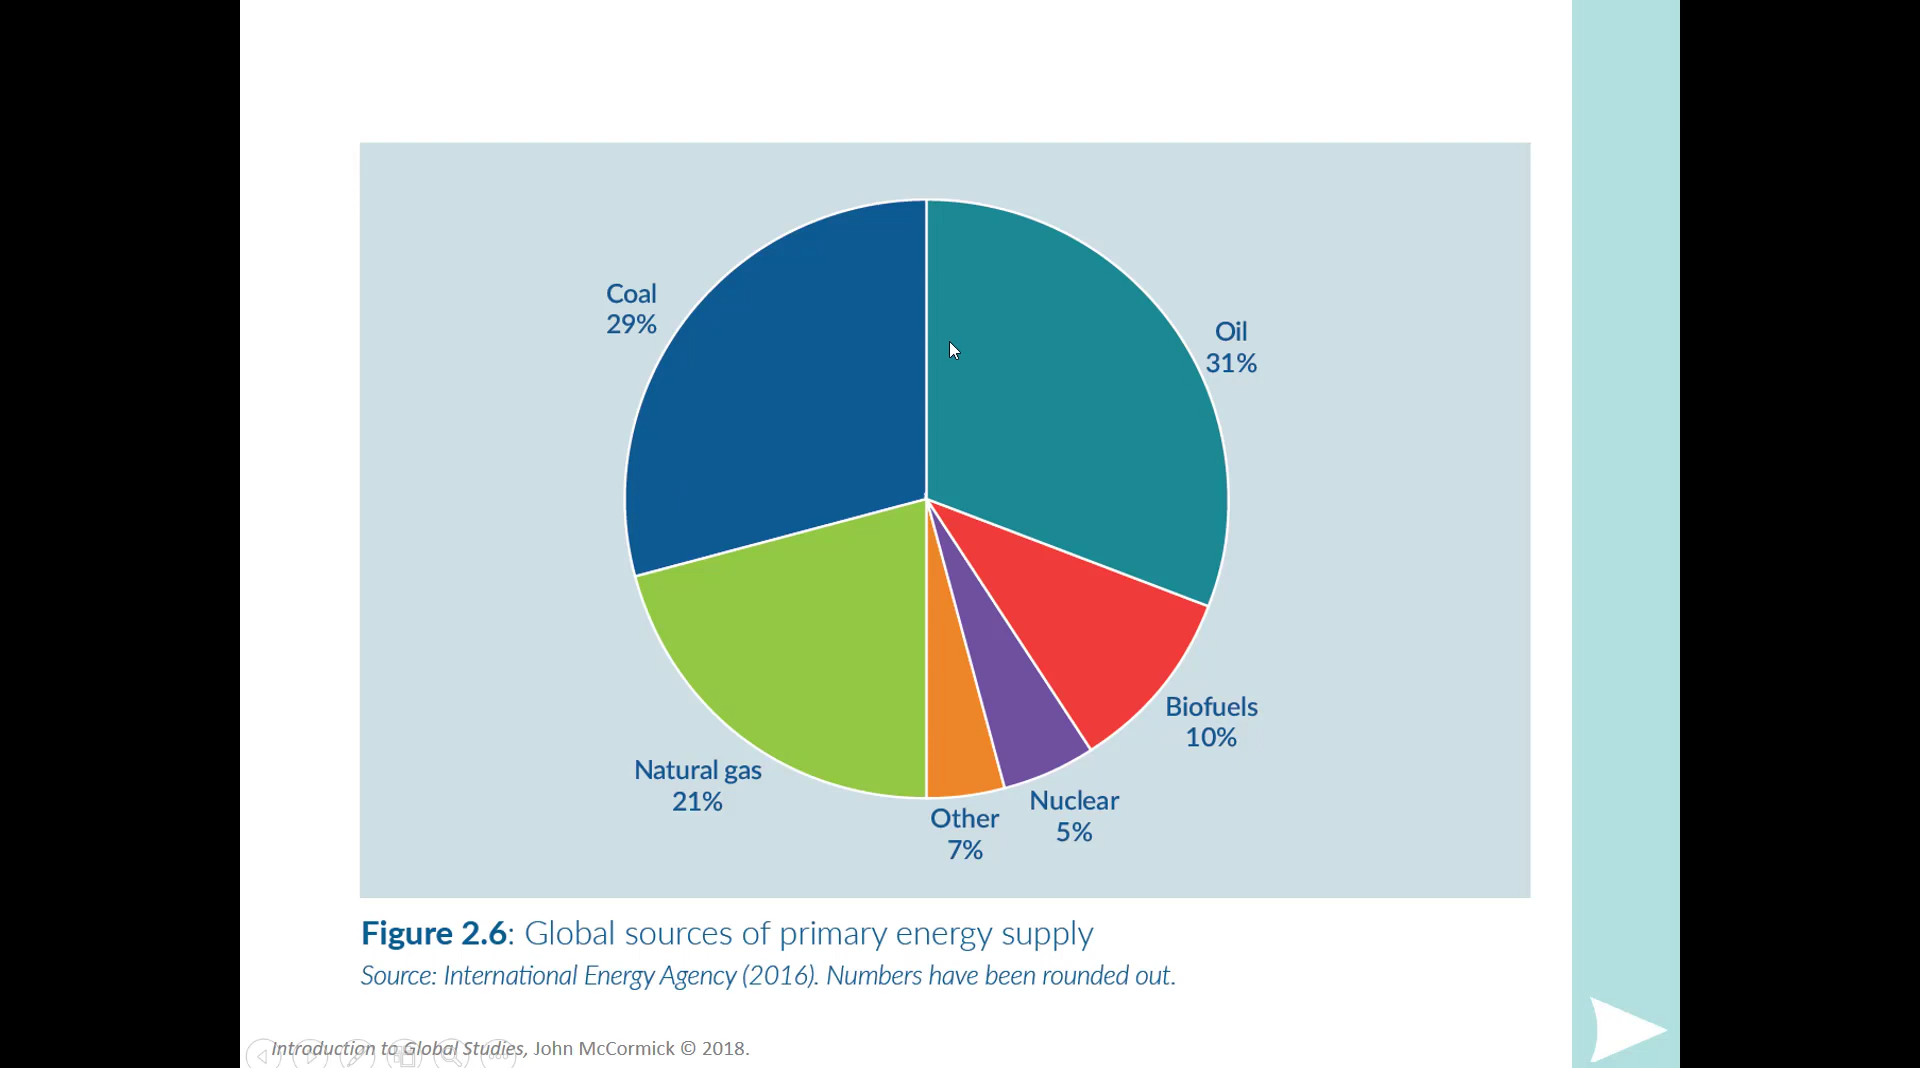 Coal
29%
Oil
31%
Biofuels
10%
Natural gas
21%
Nuclear
5%
Other
7%
Figure 2.6: Global sources of primary energy supply
Source: International Energy Agency (2016). Numbers have been rounded out.
Introduction to Global Studies, John McCormick © 2018.